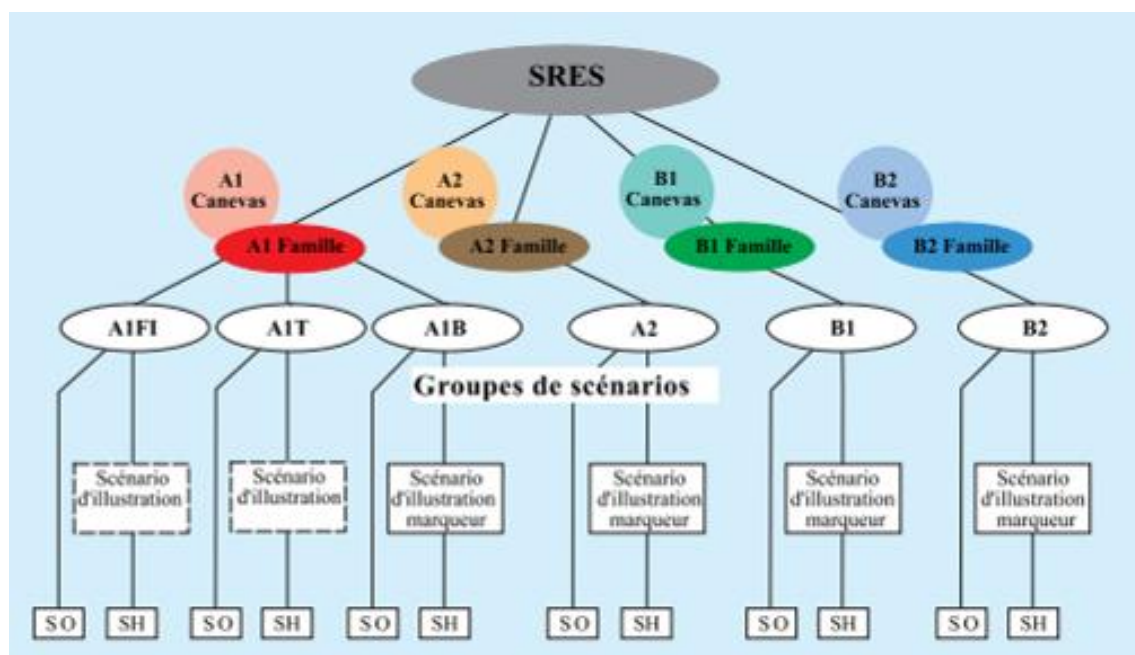 SRES
A1
Canevas
A2
Canevas
B1
Canevas
B2
Canevas
A1 Famille
A2 Famille
B1 Famille
B2 Famille
A1FI
A1T
A1B
A2
B1
B2
Groupes de scénarios
Scénario
d'illustration
Scénario
d'illustration
Scénario
d'illustration
marqueur
Scénario
d'illustration
marqueur
Scénario
d'illustration
marqueur
Scénario
d'illustration
marqueur
SO
SH
SO
SH
SO
SH
SO
SH
SO
SH
SO
SH